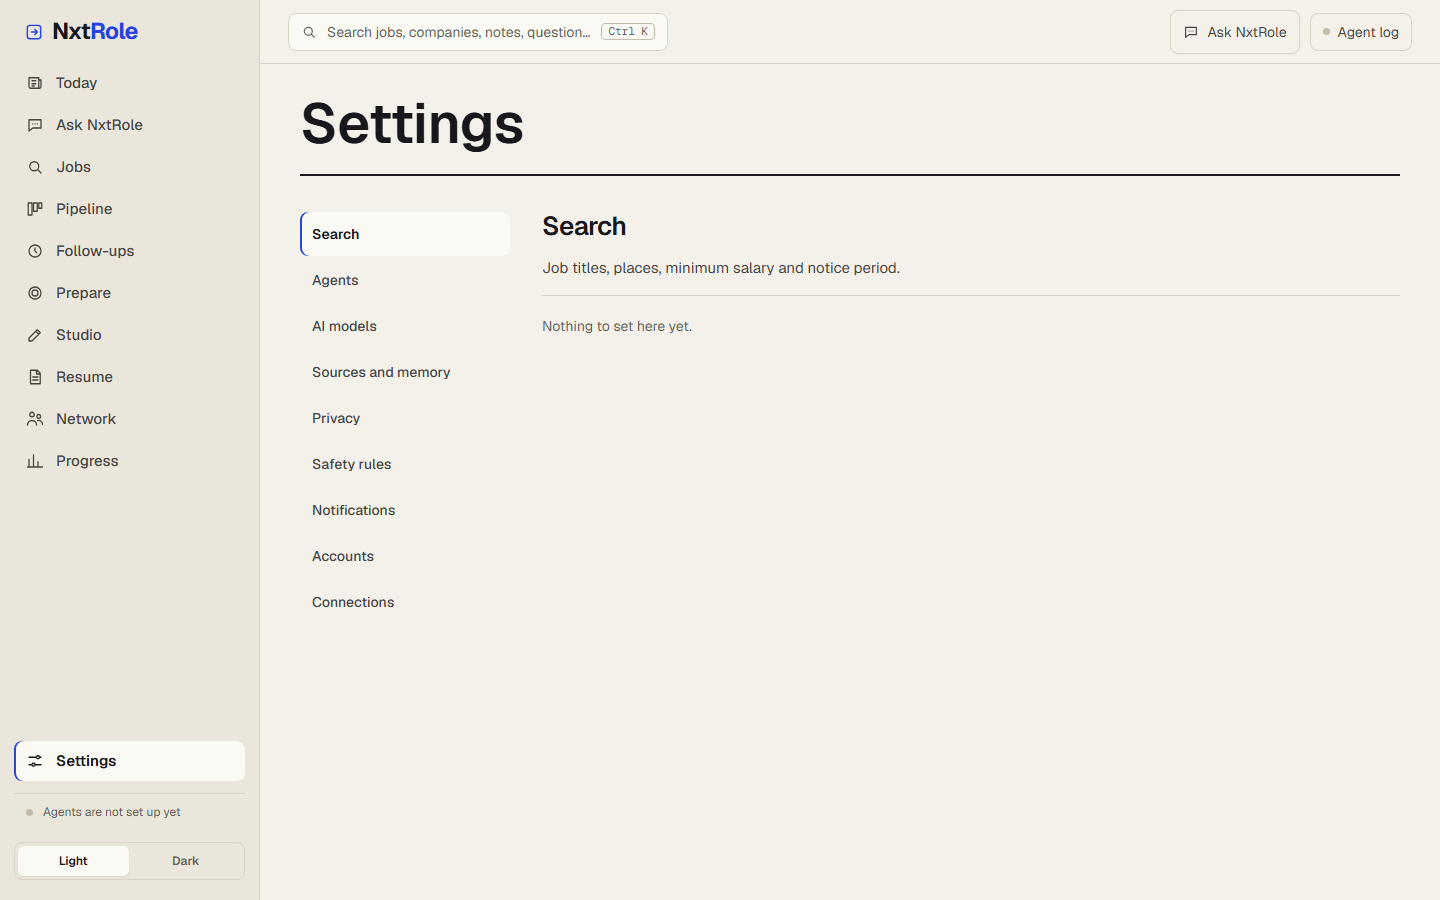 NxtRole
Search jobs, companies, notes, question...
Ctrl K
Ask NxtRole
Agent log
Today
Ask NxtRole
Jobs
Pipeline
Follow-ups
Prepare
Studio
Resume
Network
Progress
Settings
Agents are not set up yet
Light
Dark
Settings
Search
Agents
AI models
Sources and memory
Privacy
Safety rules
Notifications
Accounts
Connections
Search
Job titles, places, minimum salary and notice period.
Nothing to set here yet.